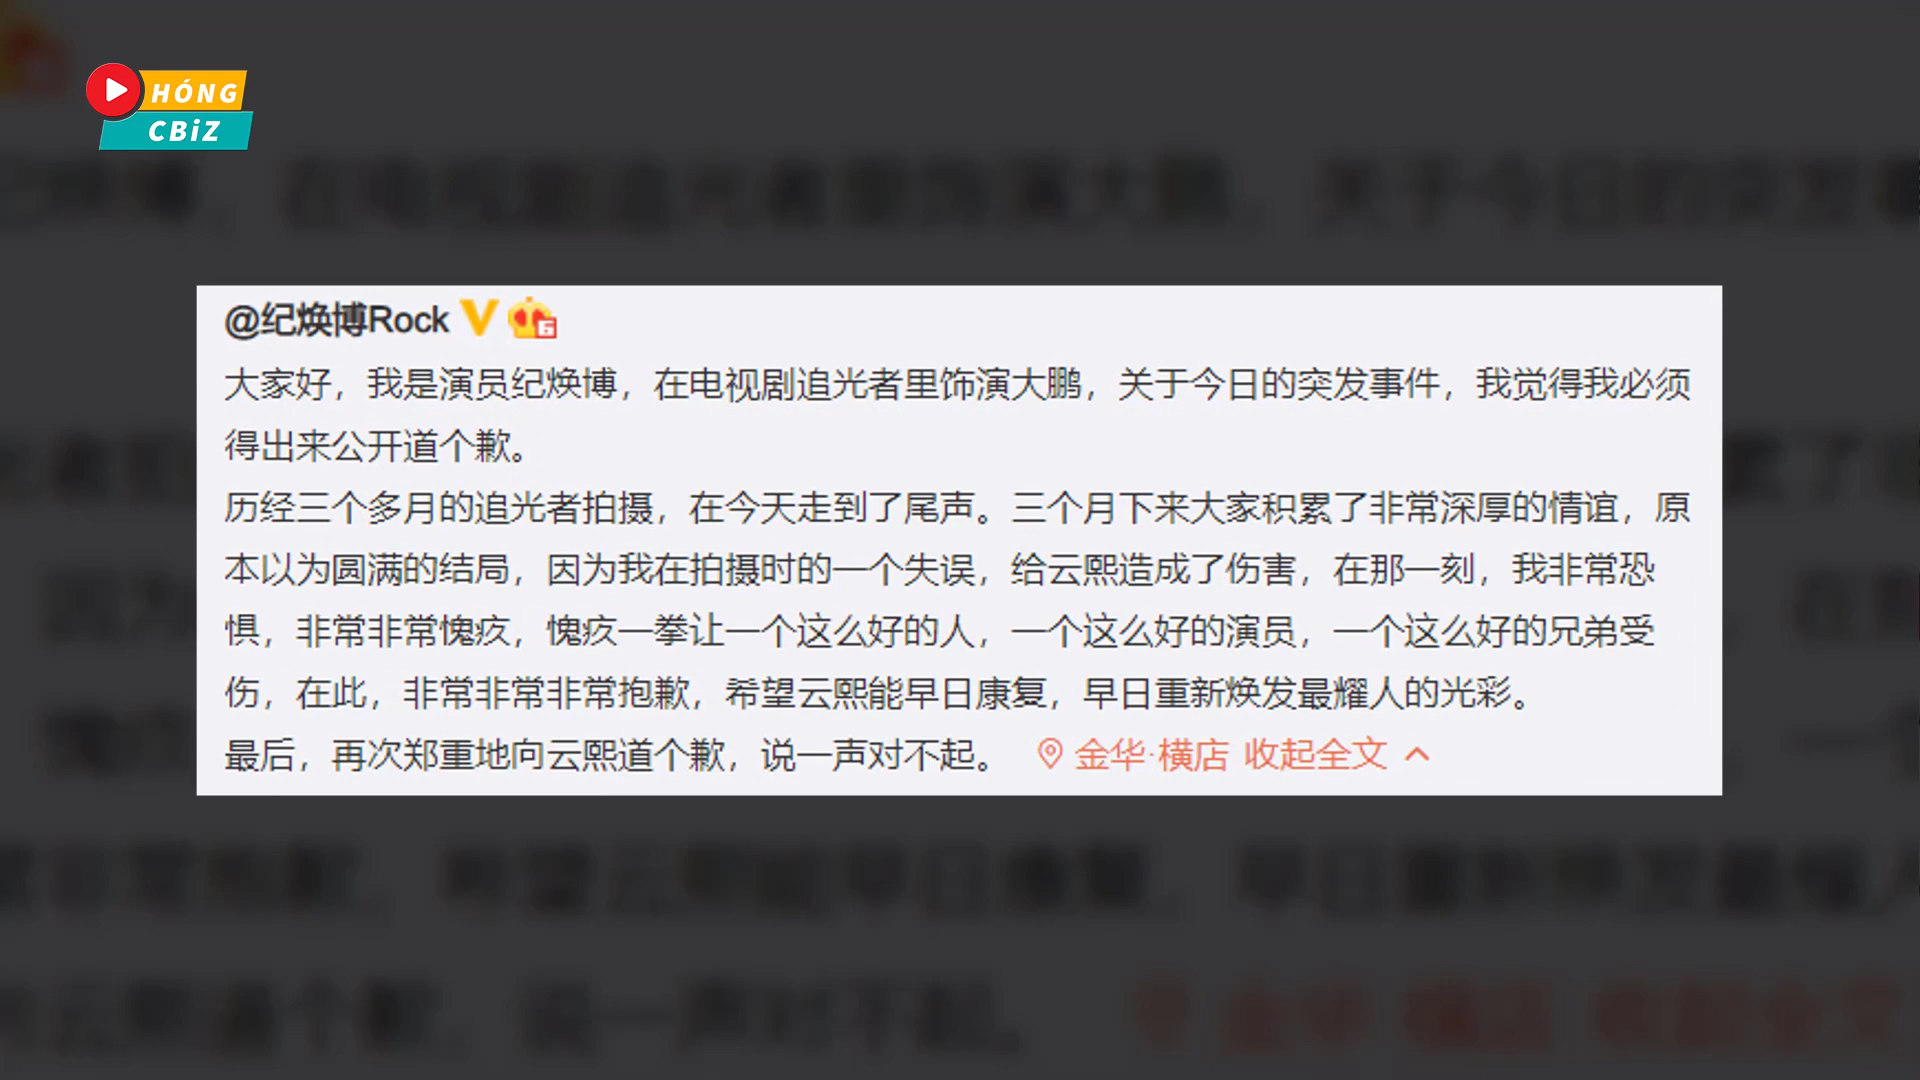 HÓNG
CBiZ
@纪焕博Rock
大家好，我是演员纪焕博，在电视剧追光者里饰演大鹏，关于今日的突发事件，我觉得我必须
得出来公开道个歉。
历经三个多月的追光者拍摄，在今天走到了尾声。三个月下来大家积累了非常深厚的情谊，原
本以为圆满的结局，因为我在拍摄时的一个失误，给云熙造成了伤害，在那一刻，我非常恐
惧，非常非常愧疚，愧疚一拳让一个这么好的人，一个这么好的演员，一个这么好的兄弟受
伤，在此，非常非常非常抱歉，希望云熙能早日康复，早日重新焕发最耀人的光彩。
最后，再次郑重地向云熙道个歉，说一声对不起。 金华·横店 收起全文